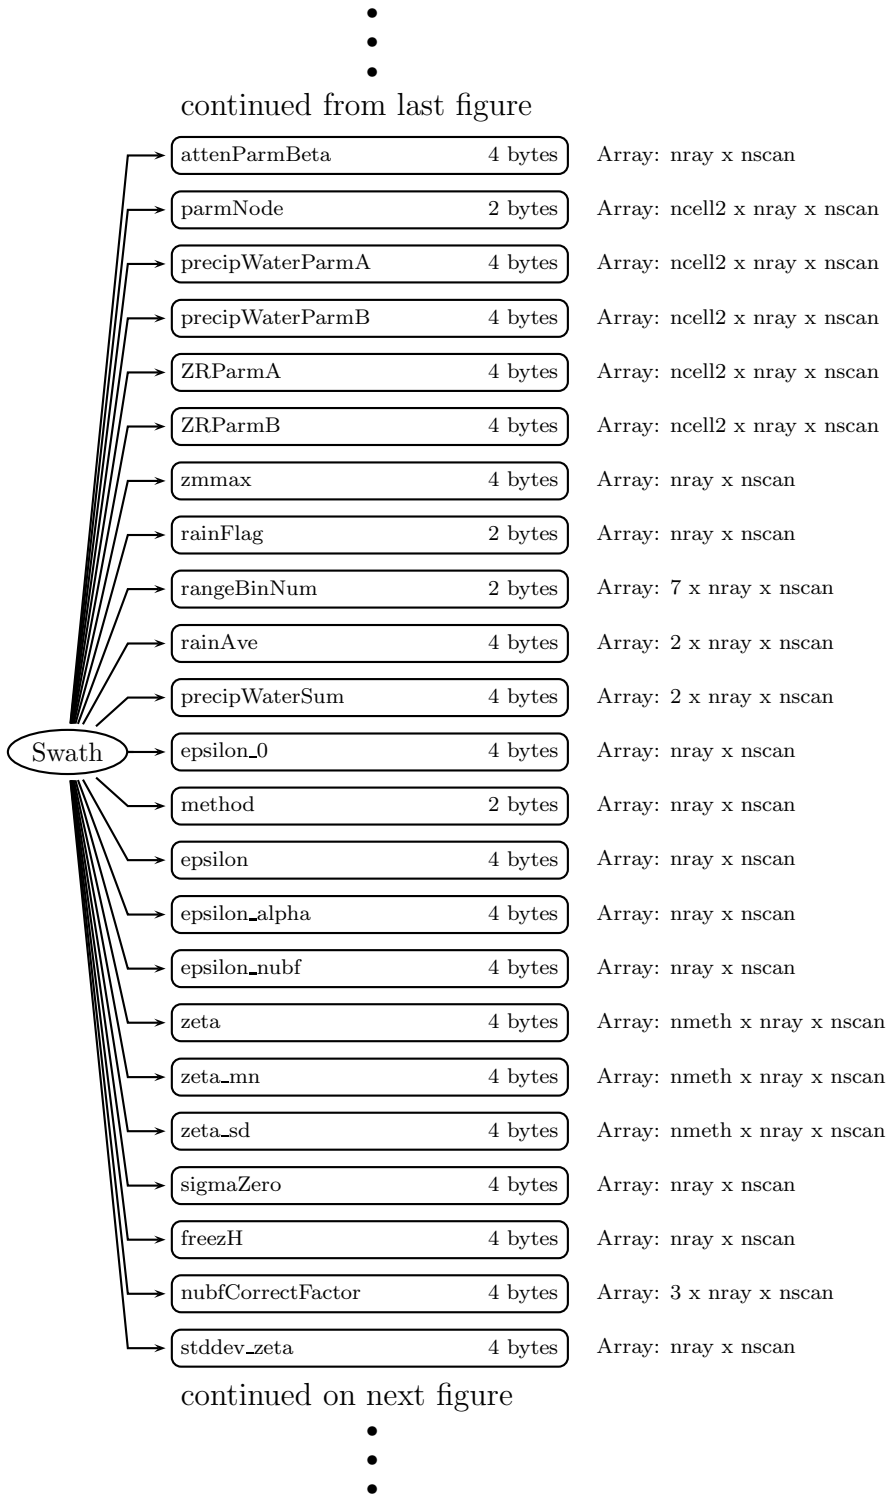 continued from last figure
attenParmBeta 4 bytes Array: nray x nscan
parmNode 2 bytes Array: ncell2 x nray x nscan
precipWaterParmA 4 bytes Array: ncell2 x nray x nscan
precipWaterParmB 4 bytes Array: ncell2 x nray x nscan
ZRParmA 4 bytes Array: ncell2 x nray x nscan
ZRParmB 4 bytes Array: ncell2 x nray x nscan
zmmax 4 bytes Array: nray x nscan
rainFlag 2 bytes Array: nray x nscan
rangeBinNum 2 bytes Array: 7 x nray x nscan
rainAve 4 bytes Array: 2 x nray x nscan
precipWaterSum 4 bytes Array: 2 x nray x nscan
Swath epsilon_0 4 bytes Array: nray x nscan
method 2 bytes Array: nray x nscan
epsilon 4 bytes Array: nray x nscan
epsilon_alpha 4 bytes Array: nray x nscan
epsilon_nubf 4 bytes Array: nray x nscan
zeta 4 bytes Array: nmeth x nray x nscan
zeta_mn 4 bytes Array: nmeth x nray x nscan
zeta_sd 4 bytes Array: nmeth x nray x nscan
sigmaZero 4 bytes Array: nray x nscan
freezH 4 bytes Array: nray x nscan
nubfCorrectFactor 4 bytes Array: 3 x nray x nscan
stddev_zeta 4 bytes Array: nray x nscan
continued on next figure